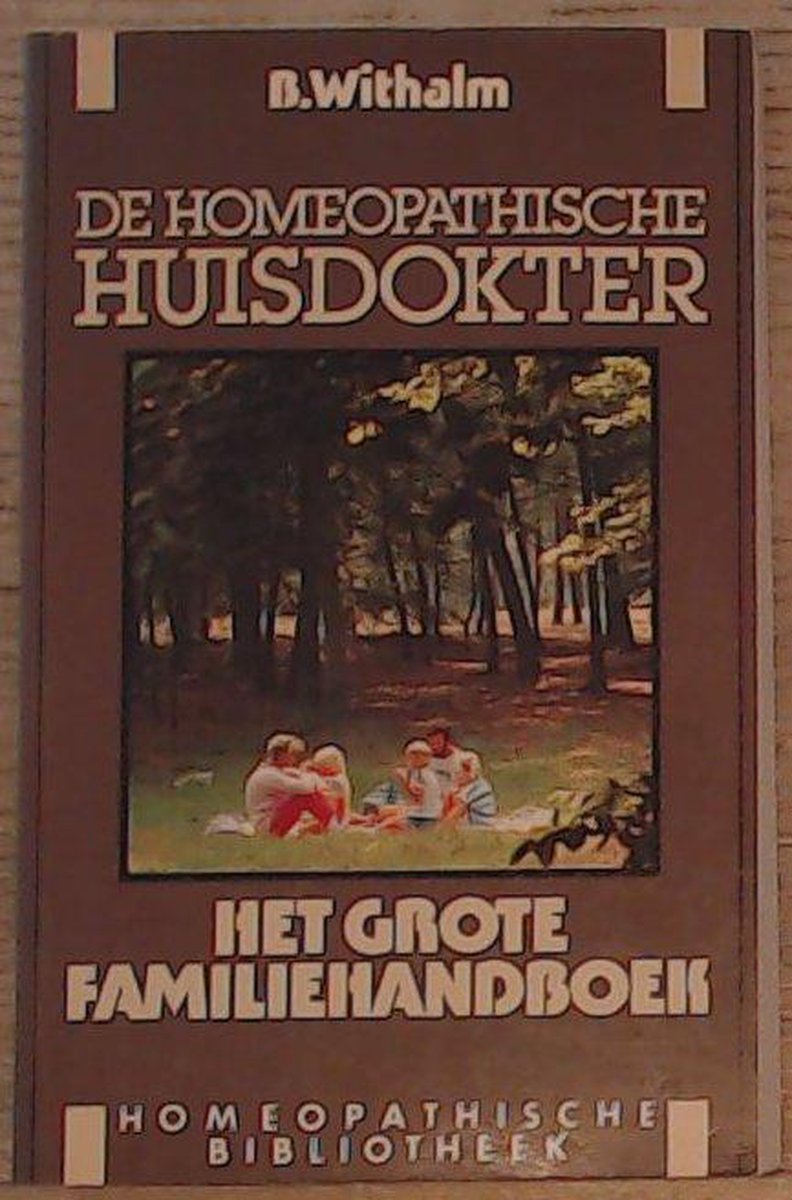 B.Withalm
DE HOMEOPATHISCHE
HUISDOKTER
HET GROTE
FAMILIEHANDBOEK
HOMEOPATHISCHE
BIBLIOTHEEK